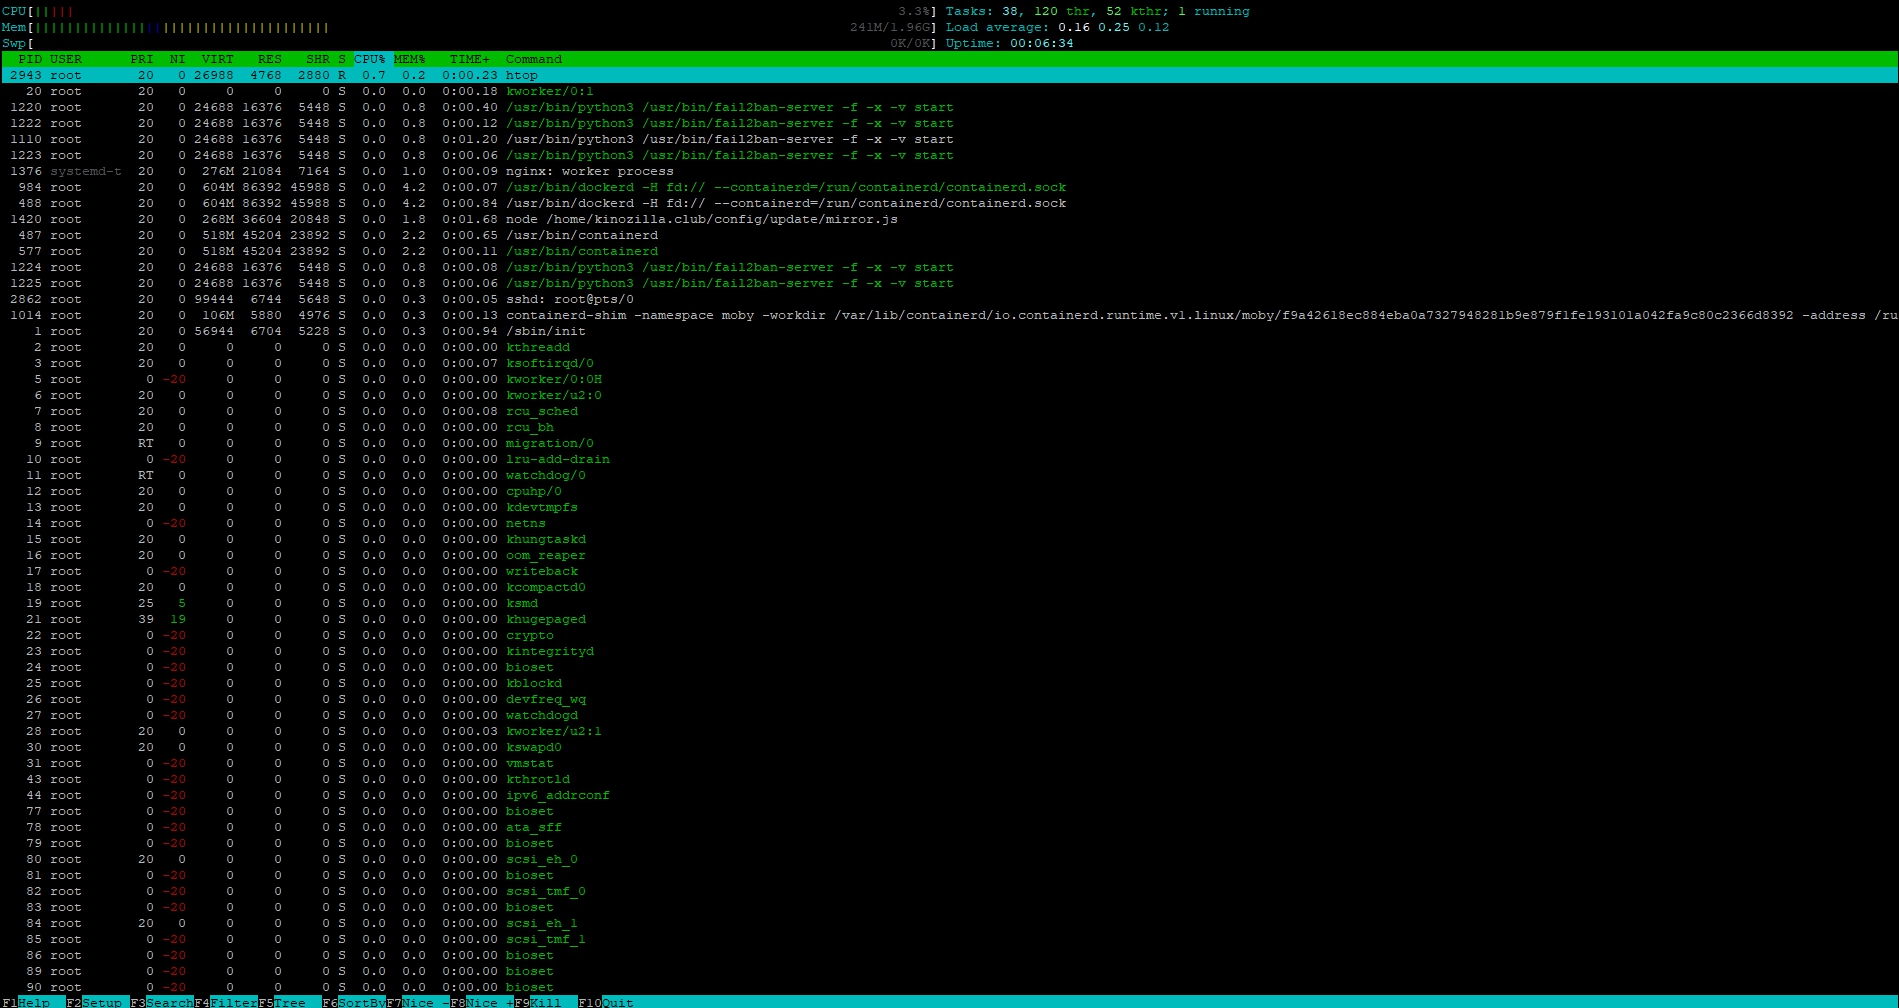 CPU[||||| 3.3%] Tasks: 38, 120 thr, 52 kthr; 1 running
Mem[||||||||||||||||||||||||||||||||||||| 241M/1.96G] Load average: 0.16 0.25 0.12
Swp[ 0K/0K] Uptime: 00:06:34
PID USER PRI NI VIRT RES SHR S CPU% MEM% TIME+ Command
2943 root 20 0 26988 4768 2880 R 0.7 0.2 0:00.23 htop
20 root 20 0 0 0 0 S 0.0 0.0 0:00.18 kworker/0:1
1220 root 20 0 24688 16376 5448 S 0.0 0.8 0:00.40 /usr/bin/python3 /usr/bin/fail2ban-server -f -x -v start
1222 root 20 0 24688 16376 5448 S 0.0 0.8 0:00.12 /usr/bin/python3 /usr/bin/fail2ban-server -f -x -v start
1110 root 20 0 24688 16376 5448 S 0.0 0.8 0:01.20 /usr/bin/python3 /usr/bin/fail2ban-server -f -x -v start
1223 root 20 0 24688 16376 5448 S 0.0 0.8 0:00.06 /usr/bin/python3 /usr/bin/fail2ban-server -f -x -v start
1376 systemd-t 20 0 276M 21084 7164 S 0.0 1.0 0:00.09 nginx: worker process
984 root 20 0 604M 86392 45988 S 0.0 4.2 0:00.07 /usr/bin/dockerd -H fd:// --containerd=/run/containerd/containerd.sock
488 root 20 0 604M 86392 45988 S 0.0 4.2 0:00.84 /usr/bin/dockerd -H fd:// --containerd=/run/containerd/containerd.sock
1420 root 20 0 268M 36604 20848 S 0.0 1.8 0:01.68 node /home/kinozilla.club/config/update/mirror.js
487 root 20 0 518M 45204 23892 S 0.0 2.2 0:00.65 /usr/bin/containerd
577 root 20 0 518M 45204 23892 S 0.0 2.2 0:00.11 /usr/bin/containerd
1224 root 20 0 24688 16376 5448 S 0.0 0.8 0:00.08 /usr/bin/python3 /usr/bin/fail2ban-server -f -x -v start
1225 root 20 0 24688 16376 5448 S 0.0 0.8 0:00.06 /usr/bin/python3 /usr/bin/fail2ban-server -f -x -v start
2862 root 20 0 99444 6744 5648 S 0.0 0.3 0:00.05 sshd: root@pts/0
1014 root 20 0 106M 5880 4976 S 0.0 0.3 0:00.13 containerd-shim -namespace moby -workdir /var/lib/containerd/io.containerd.runtime.v1.linux/moby/f9a42618ec884eba0a7327948281b9e879f1fe193101a042fa9c80c2366d8392 -address /ru
1 root 20 0 56944 6704 5228 S 0.0 0.3 0:00.94 /sbin/init
2 root 20 0 0 0 0 S 0.0 0.0 0:00.00 kthreadd
3 root 20 0 0 0 0 S 0.0 0.0 0:00.07 ksoftirqd/0
5 root 0 -20 0 0 0 S 0.0 0.0 0:00.00 kworker/0:0H
6 root 20 0 0 0 0 S 0.0 0.0 0:00.00 kworker/u2:0
7 root 20 0 0 0 0 S 0.0 0.0 0:00.08 rcu_sched
8 root 20 0 0 0 0 S 0.0 0.0 0:00.00 rcu_bh
9 root RT 0 0 0 0 S 0.0 0.0 0:00.00 migration/0
10 root 0 -20 0 0 0 S 0.0 0.0 0:00.00 lru-add-drain
11 root RT 0 0 0 0 S 0.0 0.0 0:00.00 watchdog/0
12 root 20 0 0 0 0 S 0.0 0.0 0:00.00 cpuhp/0
13 root 20 0 0 0 0 S 0.0 0.0 0:00.00 kdevtmpfs
14 root 0 -20 0 0 0 S 0.0 0.0 0:00.00 netns
15 root 20 0 0 0 0 S 0.0 0.0 0:00.00 khungtaskd
16 root 20 0 0 0 0 S 0.0 0.0 0:00.00 oom_reaper
17 root 0 -20 0 0 0 S 0.0 0.0 0:00.00 writeback
18 root 20 0 0 0 0 S 0.0 0.0 0:00.00 kcompactd0
19 root 25 5 0 0 0 S 0.0 0.0 0:00.00 ksmd
21 root 39 19 0 0 0 S 0.0 0.0 0:00.00 khugepaged
22 root 0 -20 0 0 0 S 0.0 0.0 0:00.00 crypto
23 root 0 -20 0 0 0 S 0.0 0.0 0:00.00 kintegrityd
24 root 0 -20 0 0 0 S 0.0 0.0 0:00.00 bioset
25 root 0 -20 0 0 0 S 0.0 0.0 0:00.00 kblockd
26 root 0 -20 0 0 0 S 0.0 0.0 0:00.00 devfreq_wq
27 root 0 -20 0 0 0 S 0.0 0.0 0:00.00 watchdogd
28 root 20 0 0 0 0 S 0.0 0.0 0:00.03 kworker/u2:1
30 root 20 0 0 0 0 S 0.0 0.0 0:00.00 kswapd0
31 root 0 -20 0 0 0 S 0.0 0.0 0:00.00 vmstat
43 root 0 -20 0 0 0 S 0.0 0.0 0:00.00 kthrotld
44 root 0 -20 0 0 0 S 0.0 0.0 0:00.00 ipv6_addrconf
77 root 0 -20 0 0 0 S 0.0 0.0 0:00.00 bioset
78 root 0 -20 0 0 0 S 0.0 0.0 0:00.00 ata_sff
79 root 0 -20 0 0 0 S 0.0 0.0 0:00.00 bioset
80 root 20 0 0 0 0 S 0.0 0.0 0:00.00 scsi_eh_0
81 root 0 -20 0 0 0 S 0.0 0.0 0:00.00 bioset
82 root 0 -20 0 0 0 S 0.0 0.0 0:00.00 scsi_tmf_0
83 root 0 -20 0 0 0 S 0.0 0.0 0:00.00 bioset
84 root 20 0 0 0 0 S 0.0 0.0 0:00.00 scsi_eh_1
85 root 0 -20 0 0 0 S 0.0 0.0 0:00.00 scsi_tmf_1
86 root 0 -20 0 0 0 S 0.0 0.0 0:00.00 bioset
89 root 0 -20 0 0 0 S 0.0 0.0 0:00.00 bioset
90 root 0 -20 0 0 0 S 0.0 0.0 0:00.00 bioset
F1Help F2Setup F3SearchF4FilterF5Tree F6SortByF7Nice -F8Nice +F9Kill F10Quit